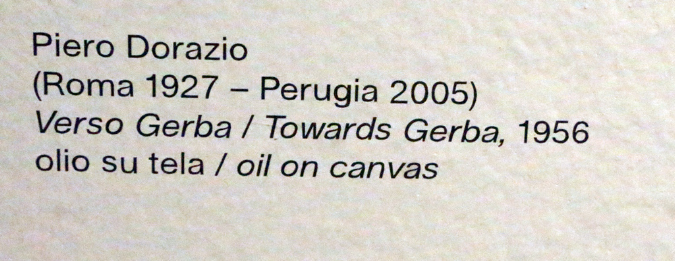 Piero Dorazio
(Roma 1927 – Perugia 2005)
Verso Gerba / Towards Gerba, 1956
olio su tela / oil on canvas